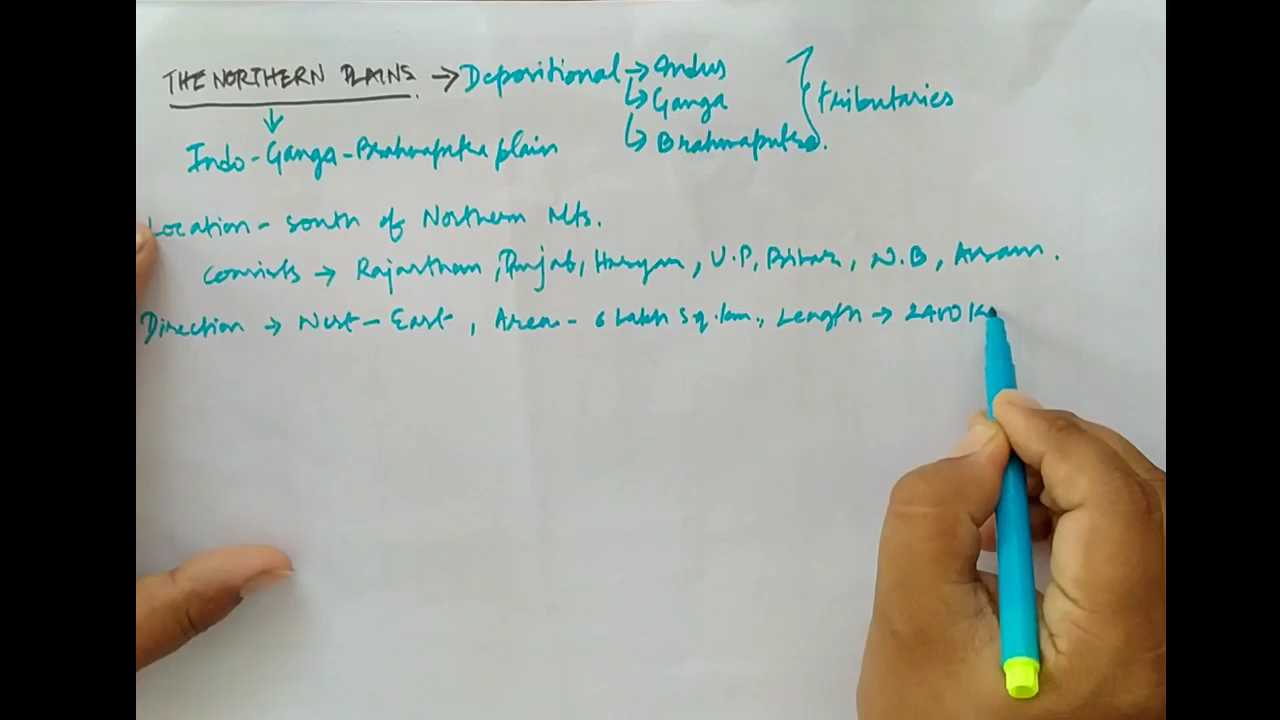 THE NORTHERN PLAINS → Depositional → Indus
↳ Ganga
↳ Brahmaputra.
} tributaries
↓
Indo-Ganga-Brahmaputra plain
Location - South of Northern Mts.
consists → Rajasthan, Punjab, Haryana, U.P, Bihar, W.B, Assam.
Direction → West - East, Area - 6 Lakh Sq.km., Length → 2400 K